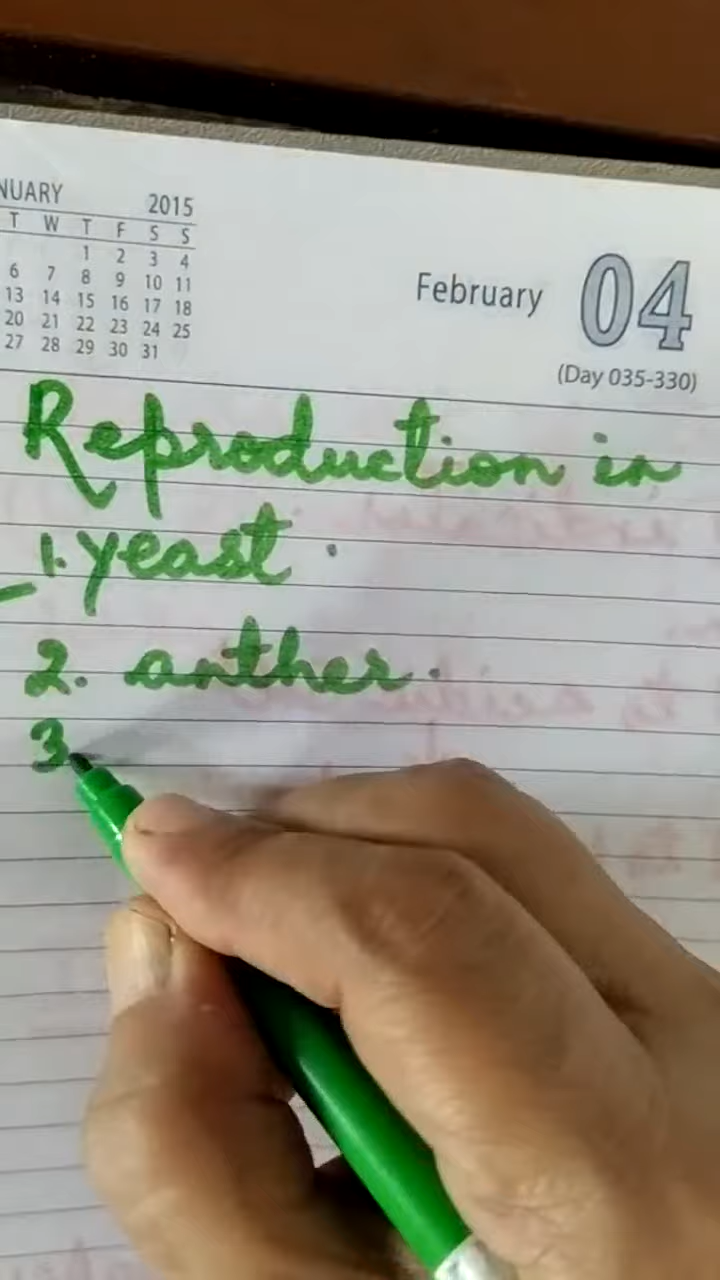 NUARY 2015
T W T F S S
1 2 3 4
6 7 8 9 10 11
13 14 15 16 17 18
20 21 22 23 24 25
27 28 29 30 31
February 04
(Day 035-330)
Reproduction in
1. yeast.
2. anther.
3